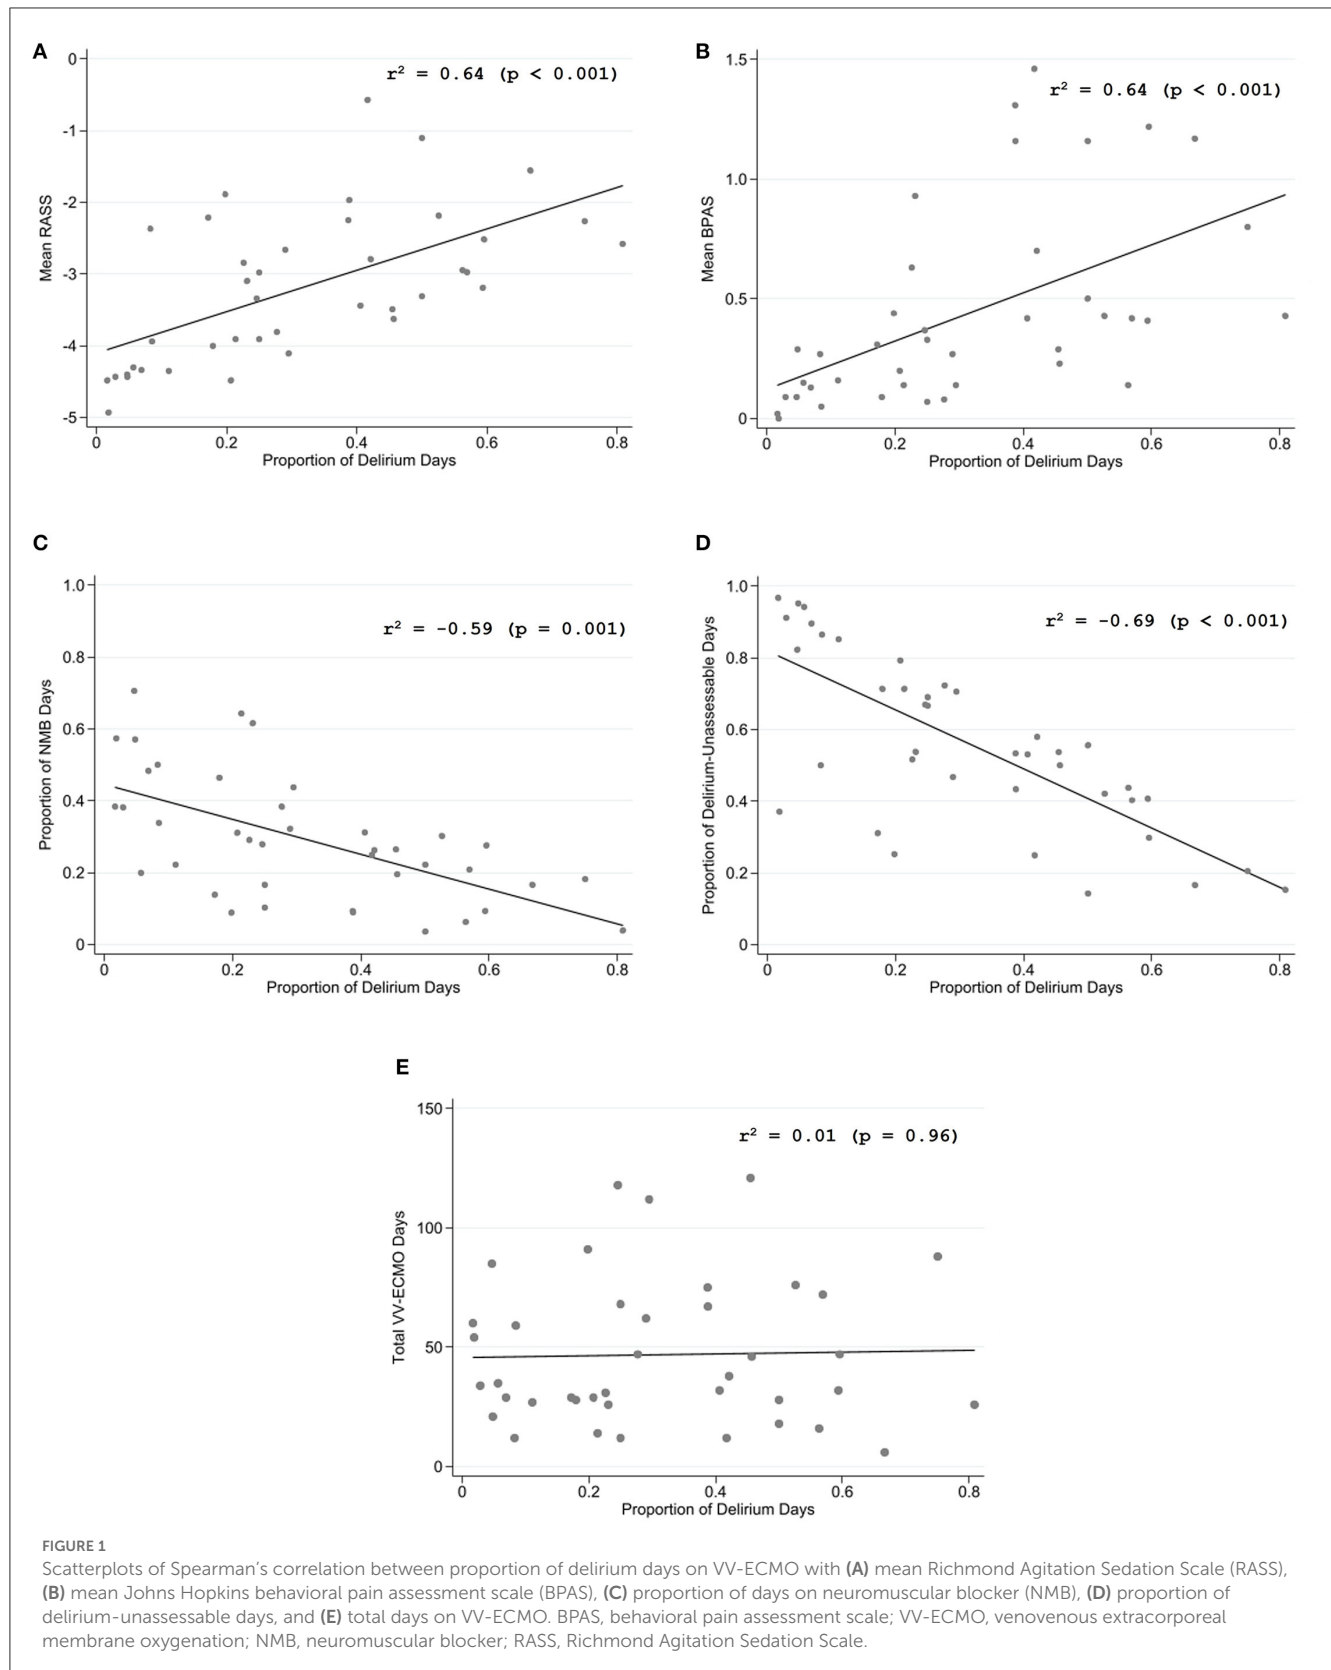 A
r² = 0.64 (p < 0.001)
0
-1
-2
-3
-4
-5
Mean RASS
0 0.2 0.4 0.6 0.8
Proportion of Delirium Days
B
r² = 0.64 (p < 0.001)
1.5
1.0
0.5
0
Mean BPAS
0 0.2 0.4 0.6 0.8
Proportion of Delirium Days
C
r² = -0.59 (p = 0.001)
1.0
0.8
0.6
0.4
0.2
0
Proportion of NMB Days
0 0.2 0.4 0.6 0.8
Proportion of Delirium Days
D
r² = -0.69 (p < 0.001)
1.0
0.8
0.6
0.4
0.2
0
Proportion of Delirium-Unassessable Days
0 0.2 0.4 0.6 0.8
Proportion of Delirium Days
E
r² = 0.01 (p = 0.96)
150
100
50
0
Total VV-ECMO Days
0 0.2 0.4 0.6 0.8
Proportion of Delirium Days
FIGURE 1
Scatterplots of Spearman's correlation between proportion of delirium days on VV-ECMO with (A) mean Richmond Agitation Sedation Scale (RASS),
(B) mean Johns Hopkins behavioral pain assessment scale (BPAS), (C) proportion of days on neuromuscular blocker (NMB), (D) proportion of
delirium-unassessable days, and (E) total days on VV-ECMO. BPAS, behavioral pain assessment scale; VV-ECMO, venovenous extracorporeal
membrane oxygenation; NMB, neuromuscular blocker; RASS, Richmond Agitation Sedation Scale.